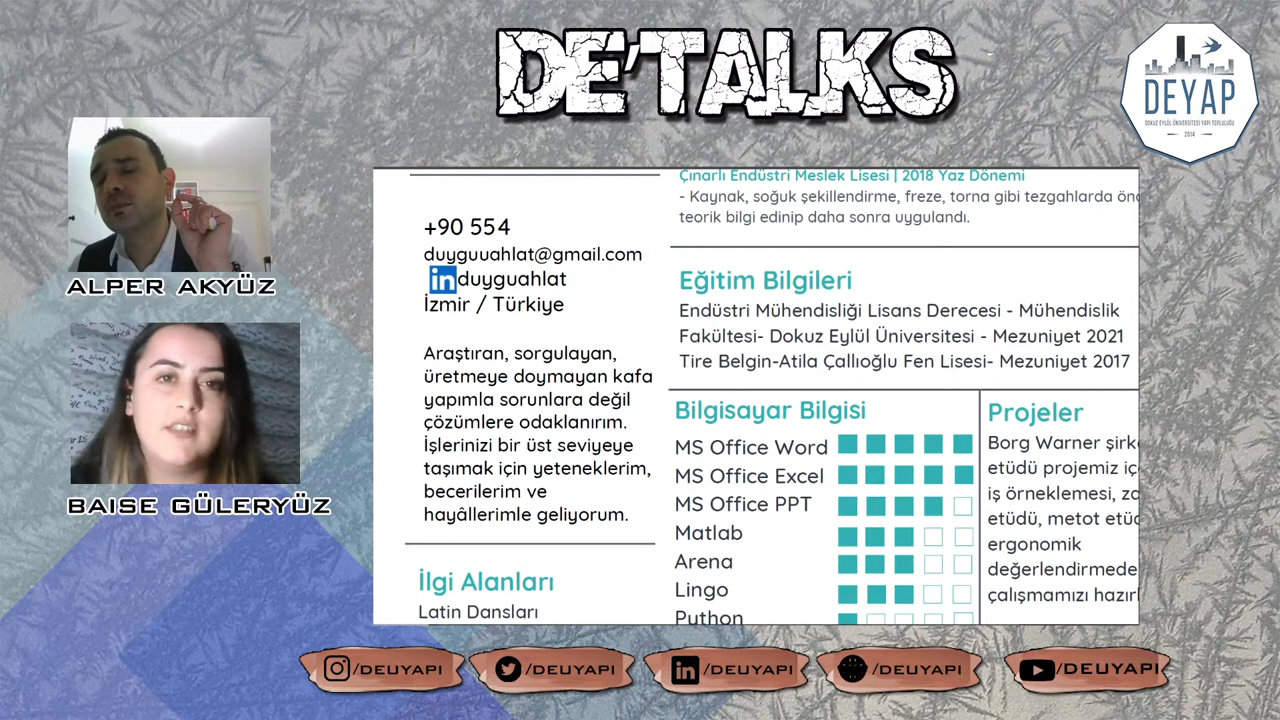 DE'TALKS
DEYAP
DOKUZ EYLÜL ÜNİVERSİTESİ YAPI TOPLULUĞU
2014
ALPER AKYÜZ
BAISE GÜLERYÜZ
+90 554
duyguuahlat@gmail.com
in duyguahlat
İzmir / Türkiye
Araştıran, sorgulayan,
üretmeye doymayan kafa
yapımla sorunlara değil
çözümlere odaklanırım.
İşlerinizi bir üst seviyeye
taşımak için yeteneklerim,
becerilerim ve
hayâllerimle geliyorum.
İlgi Alanları
Latin Dansları
Çınarlı Endüstri Meslek Lisesi | 2018 Yaz Dönemi
- Kaynak, soğuk şekillendirme, freze, torna gibi tezgahlarda
teorik bilgi edinip daha sonra uygulandı.
Eğitim Bilgileri
Endüstri Mühendisliği Lisans Derecesi - Mühendislik
Fakültesi- Dokuz Eylül Üniversitesi - Mezuniyet 2021
Tire Belgin-Atila Çallıoğlu Fen Lisesi- Mezuniyet 2017
Bilgisayar Bilgisi
MS Office Word
MS Office Excel
MS Office PPT
Matlab
Arena
Lingo
Python
Projeler
Borg Warner şirk
etüdü projemiz iç
iş örneklemesi, z
etüdü, metot etü
ergonomik
değerlendirmede
çalışmamızı hazır
/DEUYAPI
/DEUYAPI
in /DEUYAPI
/DEUYAPI
/DEUYAPI